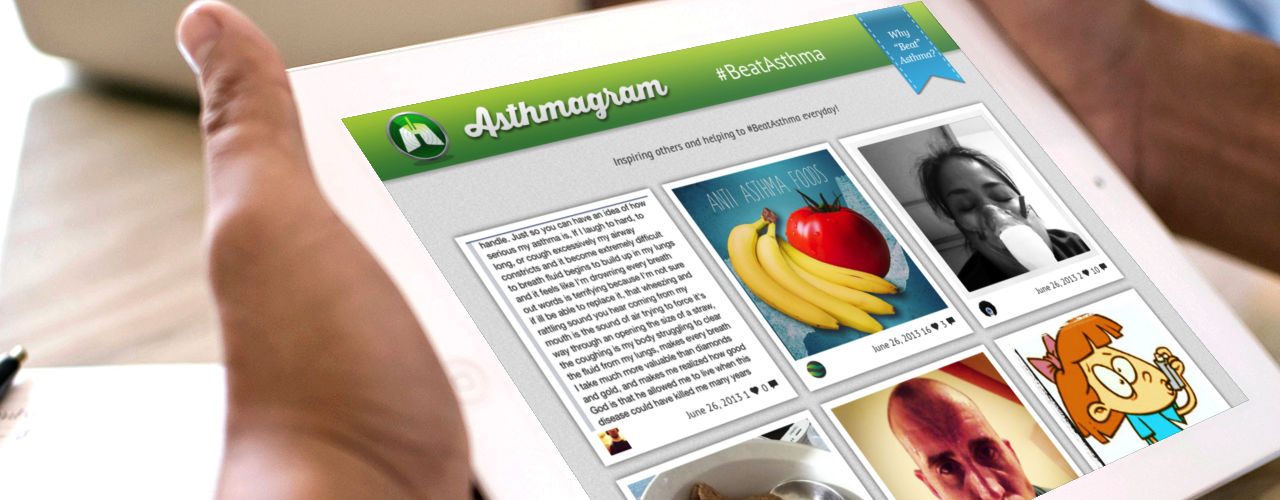 Asthmagram
#BeatAsthma
Why
"Beat"
Asthma?
Inspiring others and helping to #BeatAsthma everyday!
handle. Just so you can have an idea of how
serious my asthma is, if I laugh to hard, to
long, or cough excessively my airway
constricts and it become extremely difficult
to breath fluid begins to build up in my lungs
and it feels like I'm drowning every breath
out words is terrifying because I'm not sure
if ill be able to replace it, that wheezing and
rattling sound you hear coming from my
mouth is the sound of air trying to force it's
way through an opening the size of a straw,
the coughing is my body struggling to clear
the fluid from my lungs, makes every breath
I take much more valuable than diamonds
and gold, and makes me realized how good
God is that he allowed me to live when this
disease could have killed me many years
June 26, 2013 1 0
ANTI ASTHMA FOODS
June 26, 2013 16 3
June 26, 2013 2 10